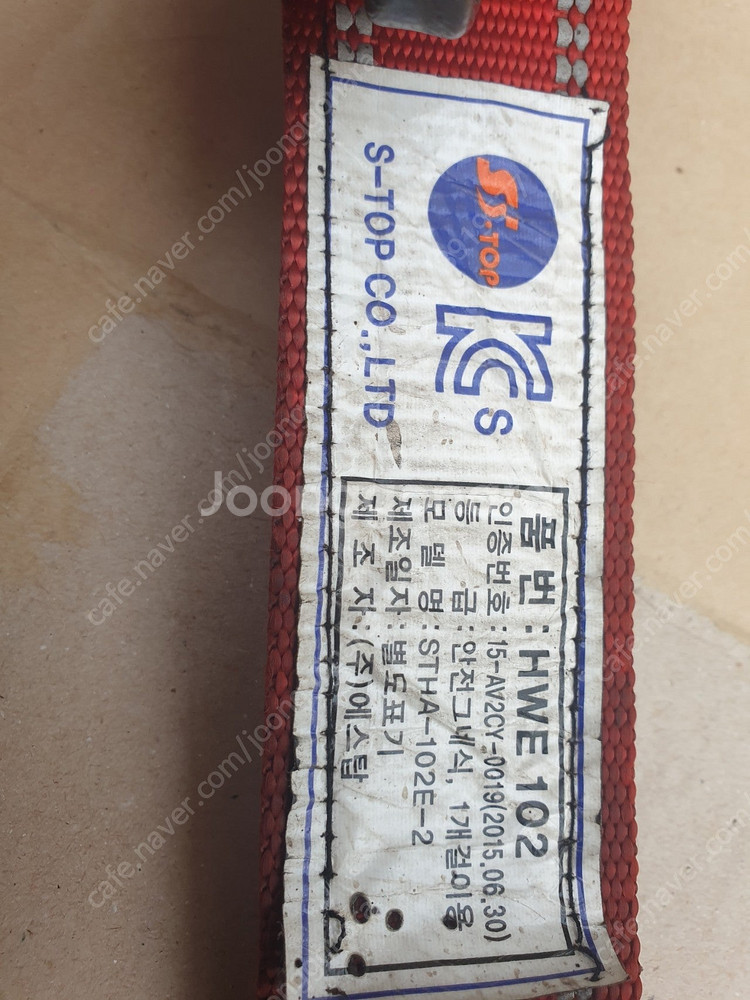 S·TOP
S
S-TOP CO.,LTD
품 번 : HWE 102
인증번호 : 15-AV2CY-0019(2015.06.30)
등 급 : 안전그네식, 1개걸이용
모 델 명 : STHA-102E-2
제조일자 : 별도표기
제 조 자 : (주)에스탑